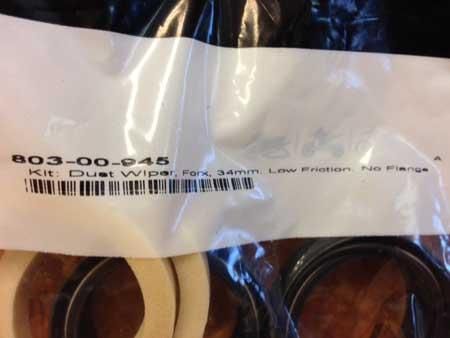 803-00-945
Kit: Dust Wiper, Fork, 34mm. Low Friction. No Flange
A